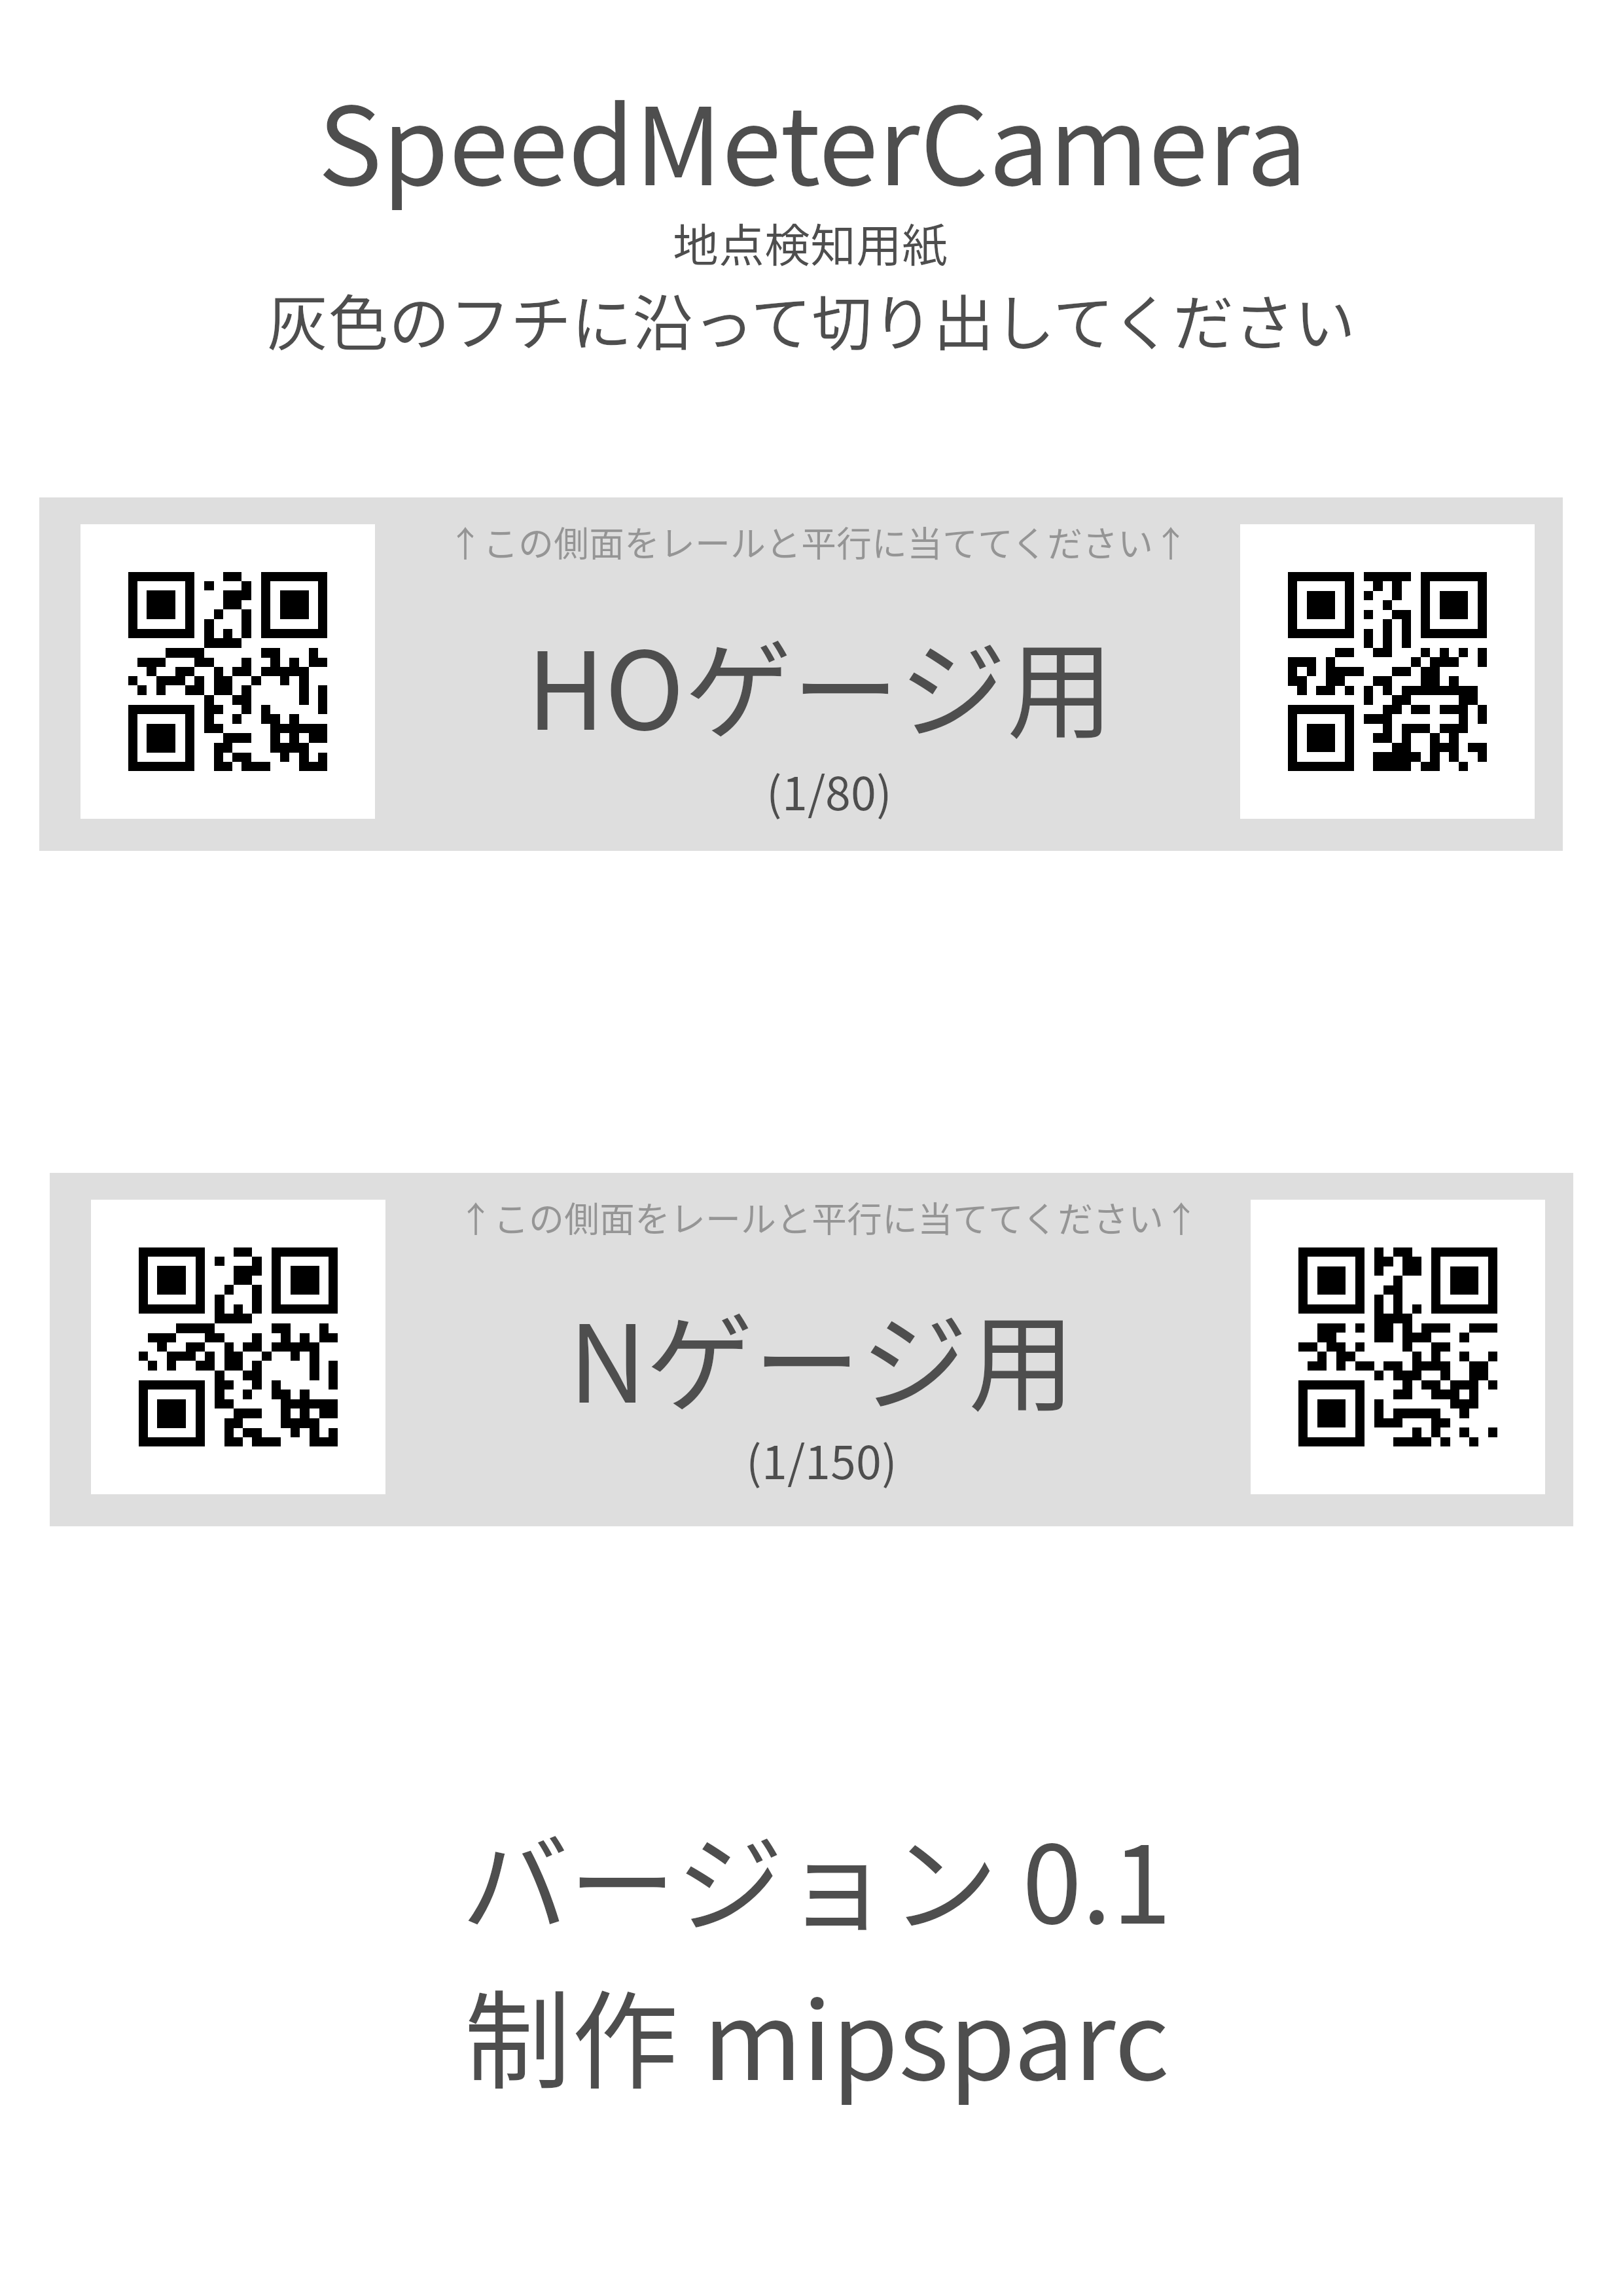 SpeedMeterCamera
地点検知用紙
灰色のフチに沿って切り出してください
↑この側面をレールと平行に当ててください↑
HOゲージ用
(1/80)
↑この側面をレールと平行に当ててください↑
Nゲージ用
(1/150)
バージョン 0.1
制作 mipsparc